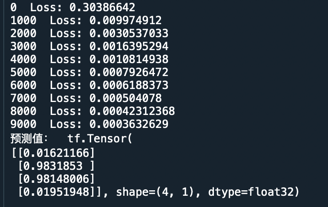 0 Loss: 0.30386642
1000 Loss: 0.009974912
2000 Loss: 0.0030537033
3000 Loss: 0.0016395294
4000 Loss: 0.0010814938
5000 Loss: 0.0007926472
6000 Loss: 0.0006188373
7000 Loss: 0.000504078
8000 Loss: 0.00042312368
9000 Loss: 0.0003632629
预测值： tf.Tensor(
[[0.01621166]
[0.9831853 ]
[0.98148006]
[0.01951948]], shape=(4, 1), dtype=float32)